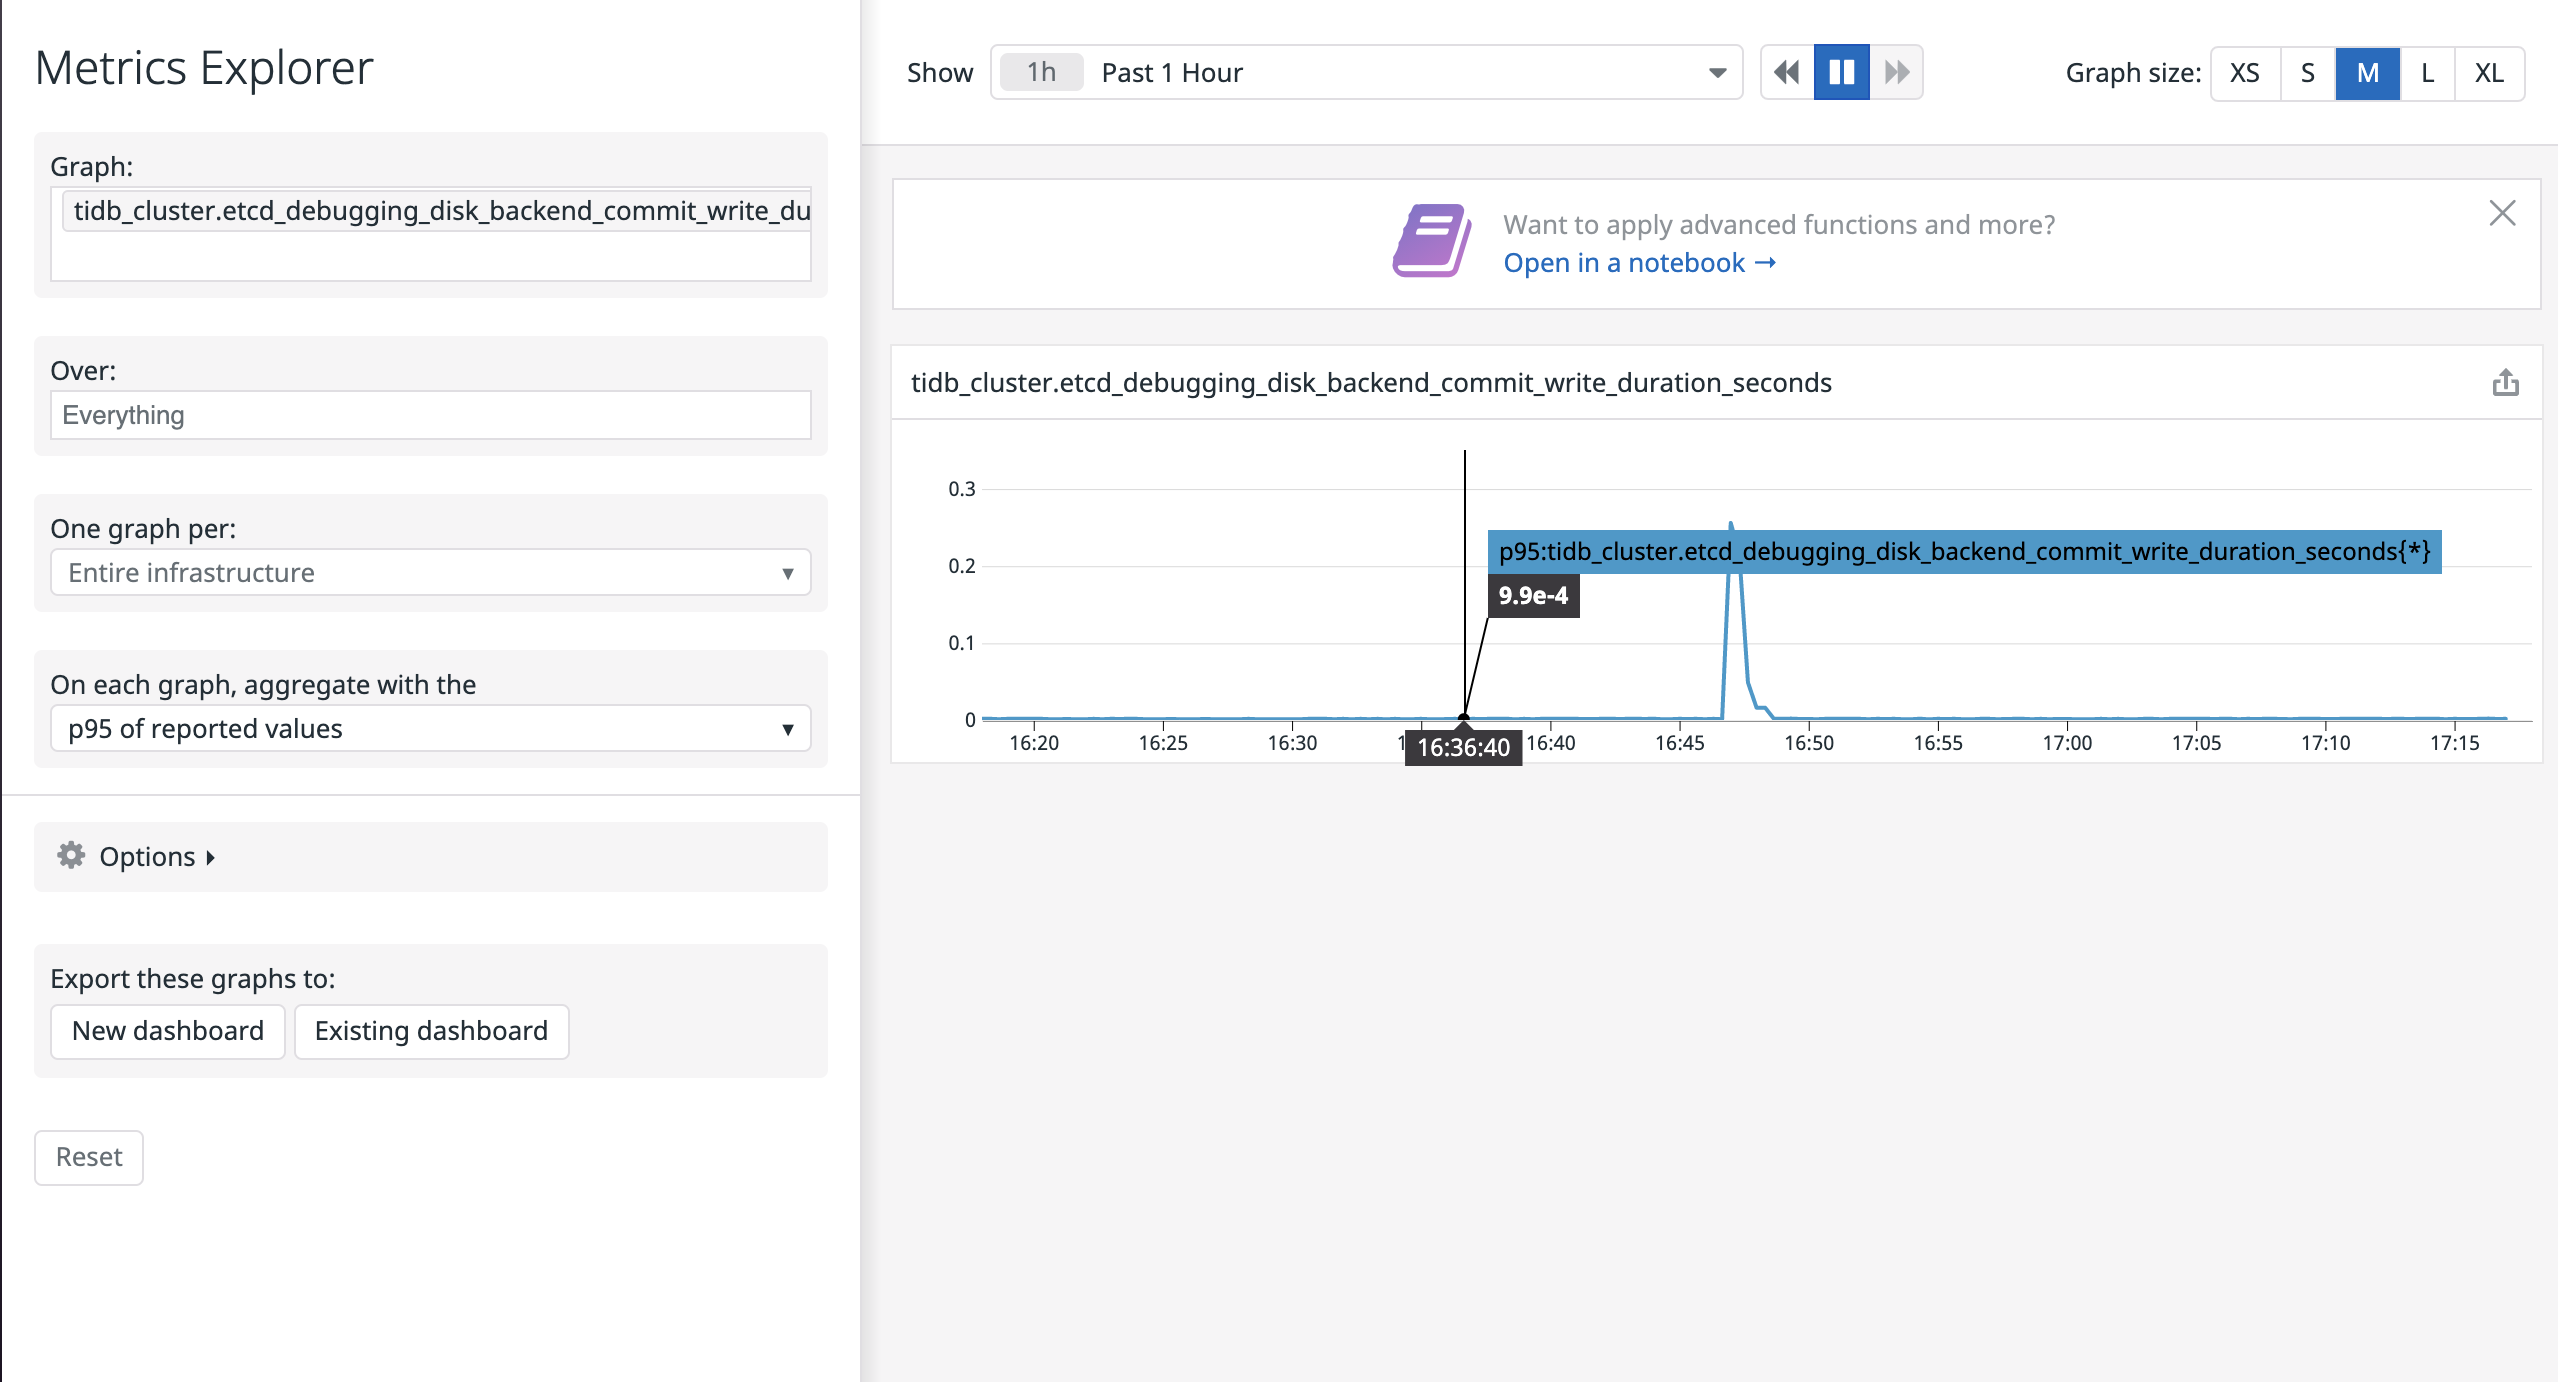 Metrics Explorer
Graph:
tidb_cluster.etcd_debugging_disk_backend_commit_write_du
Over:
Everything
One graph per:
Entire infrastructure
On each graph, aggregate with the
p95 of reported values
Options
Export these graphs to:
New dashboard Existing dashboard
Reset
Show 1h Past 1 Hour Graph size: XS S M L XL
Want to apply advanced functions and more?
Open in a notebook →
tidb_cluster.etcd_debugging_disk_backend_commit_write_duration_seconds
0.3
p95:tidb_cluster.etcd_debugging_disk_backend_commit_write_duration_seconds{*}
0.2
9.9e-4
0.1
0
16:20 16:25 16:30 16:36:40 16:40 16:45 16:50 16:55 17:00 17:05 17:10 17:15